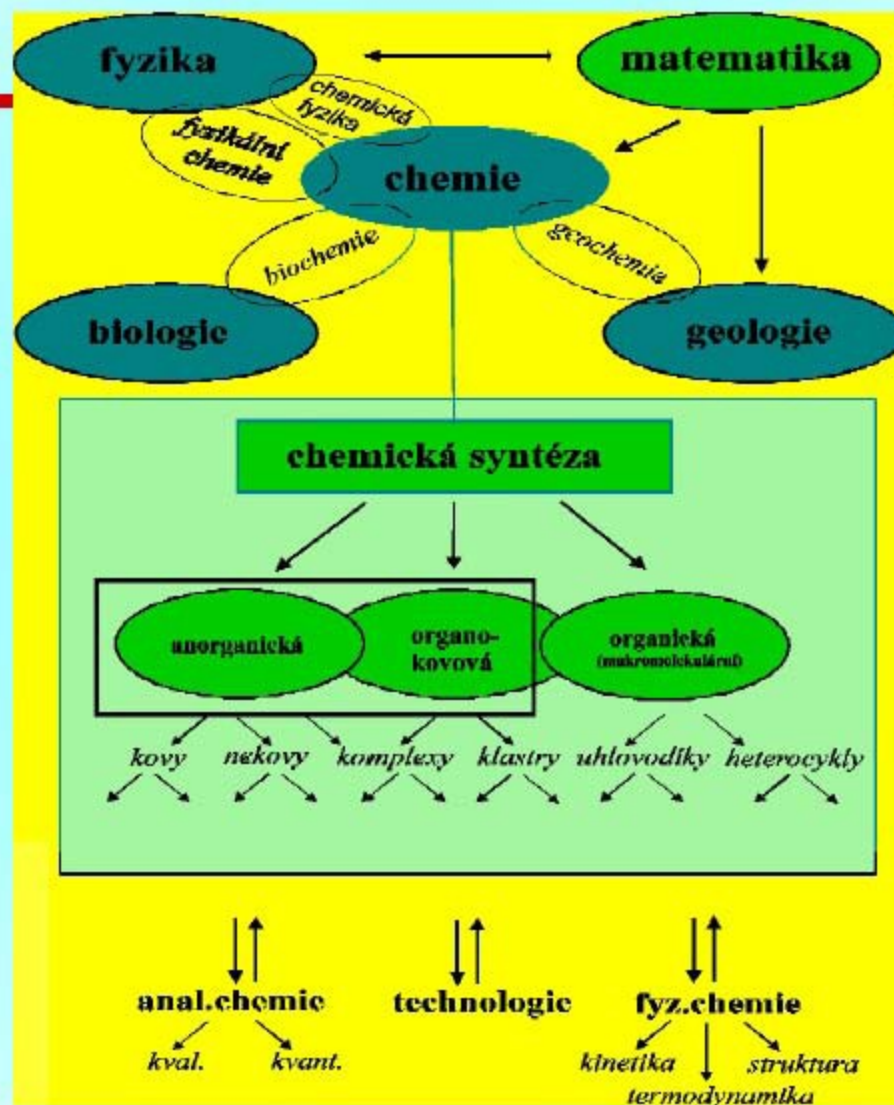 fyzika
matematika
chemická
fyzika
fyzikální
chemie
chemie
biochemie
geochemie
biologie
geologie
chemická syntéza
anorganická
organo-
kovová
organická
(makromolekulární)
kovy nekovy komplexy klastry uhlovodíky heterocykly
anal.chemie technologie fyz.chemie
kval. kvant. kinetika struktura
termodynamika